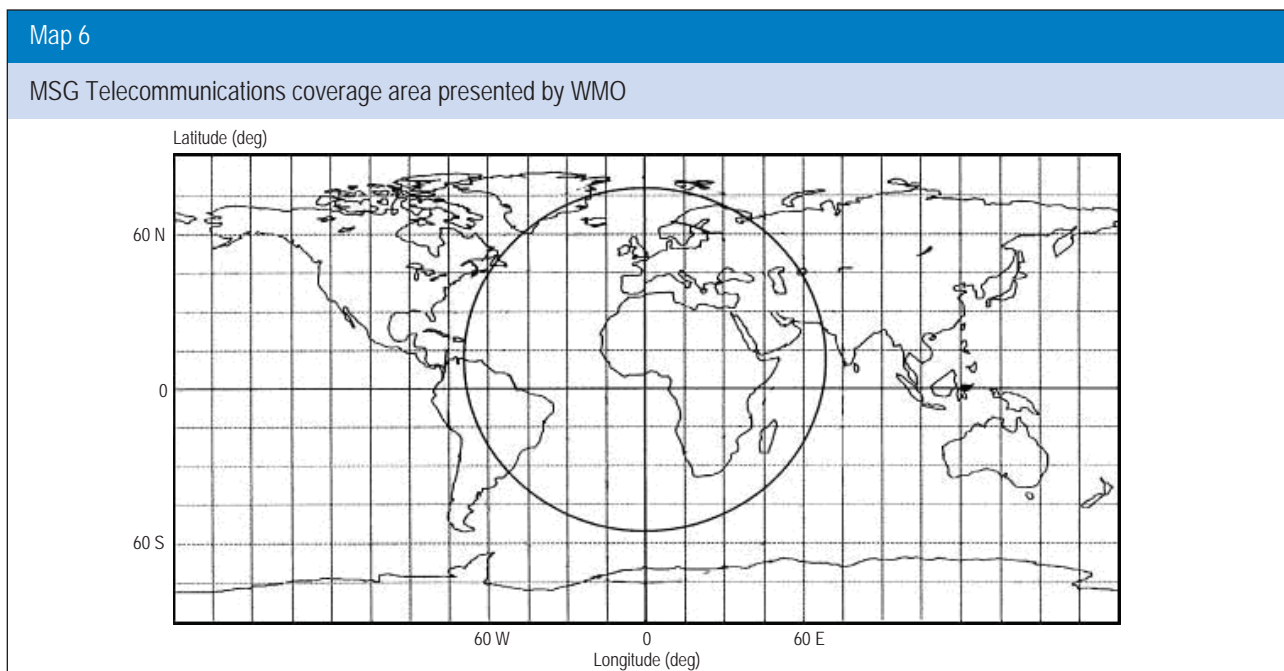 Map 6
MSG Telecommunications coverage area presented by WMO
Latitude (deg)
60 N
0
60 S
60 W 0 60 E
Longitude (deg)